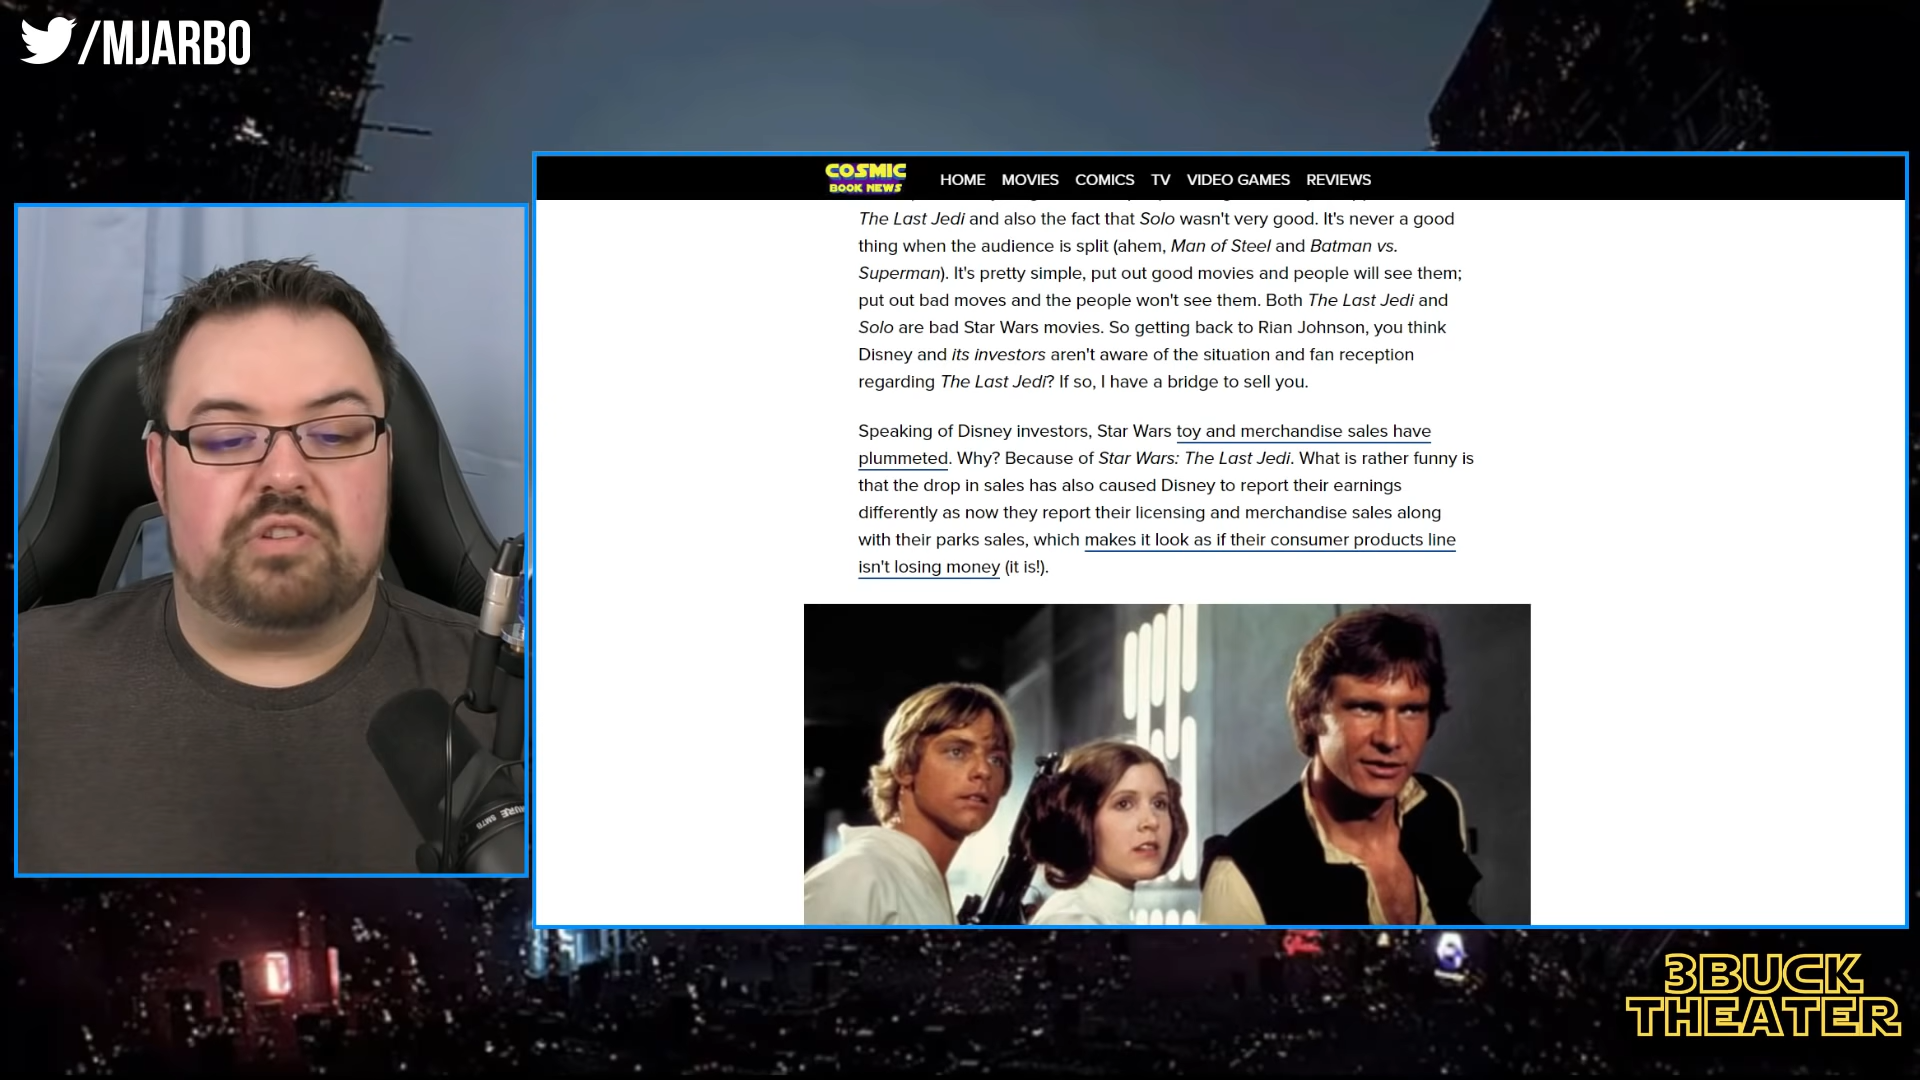 /MJARBO
COSMIC
BOOK NEWS
HOME MOVIES COMICS TV VIDEO GAMES REVIEWS
The Last Jedi and also the fact that Solo wasn't very good. It's never a good
thing when the audience is split (ahem, Man of Steel and Batman vs.
Superman). It's pretty simple, put out good movies and people will see them;
put out bad moves and the people won't see them. Both The Last Jedi and
Solo are bad Star Wars movies. So getting back to Rian Johnson, you think
Disney and its investors aren't aware of the situation and fan reception
regarding The Last Jedi? If so, I have a bridge to sell you.
Speaking of Disney investors, Star Wars toy and merchandise sales have
plummeted. Why? Because of Star Wars: The Last Jedi. What is rather funny is
that the drop in sales has also caused Disney to report their earnings
differently as now they report their licensing and merchandise sales along
with their parks sales, which makes it look as if their consumer products line
isn't losing money (it is!).
SM7B
3BUCK
THEATER